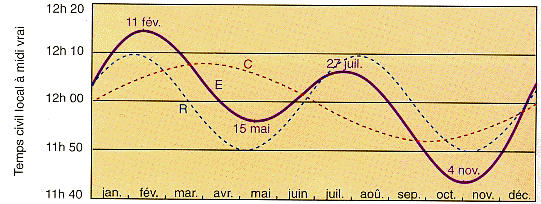 Temps civil local à midi vrai
12h 20
12h 10
12h 00
11h 50
11h 40
11 fév.
27 juil.
C
E
R
15 mai
4 nov.
jan. fév. mar. avr. mai juin juil. aoû. sep. oct. nov. déc.